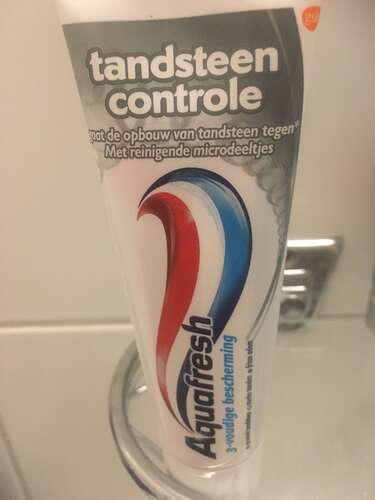 tandsteen
controle
gaat de opbouw van tandsteen tegen*
Met reinigende microdeeltjes
Aquafresh
3-voudige bescherming